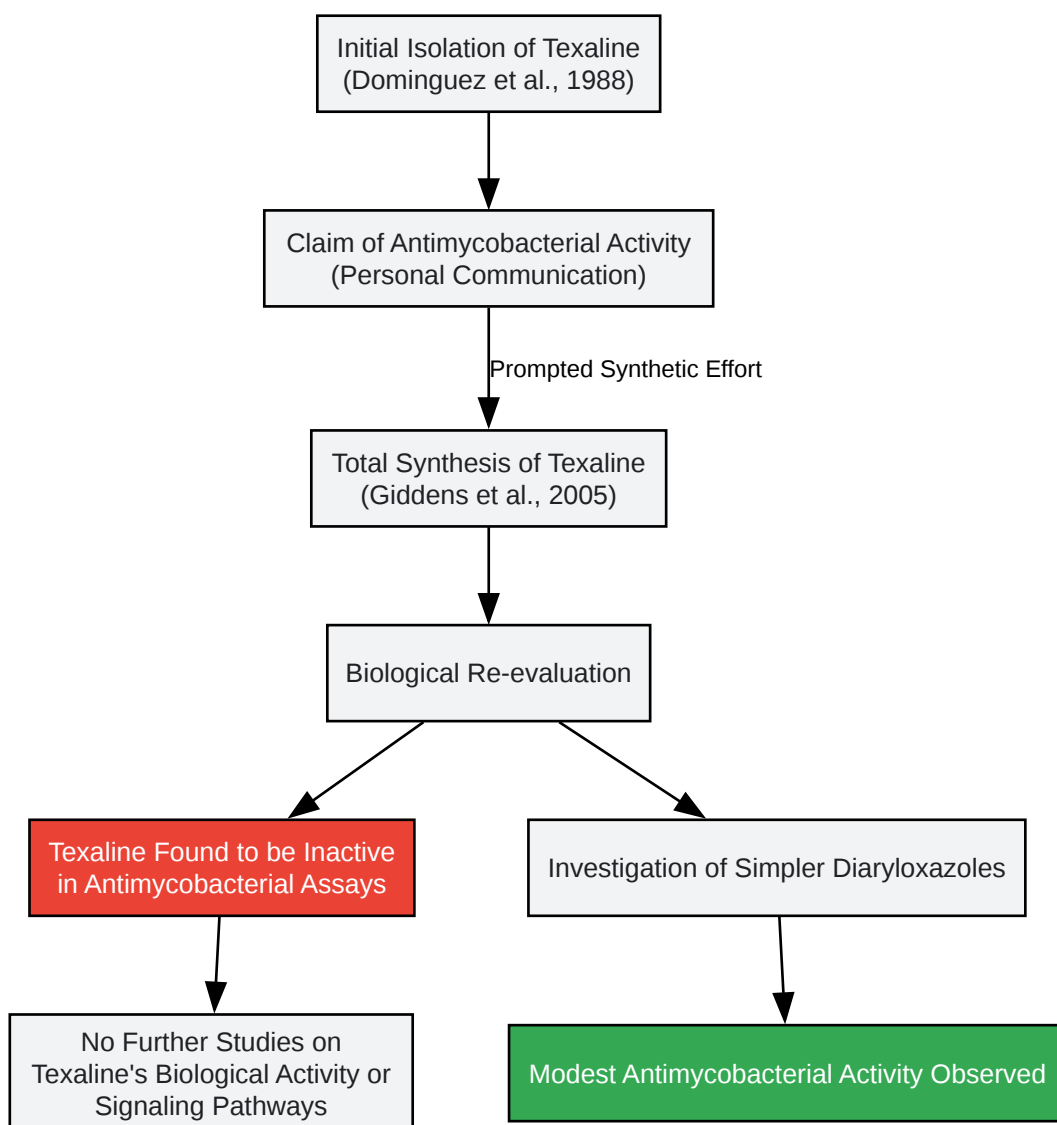 Initial Isolation of Texaline
(Dominguez et al., 1988)
Claim of Antimycobacterial Activity
(Personal Communication)
Prompted Synthetic Effort
Total Synthesis of Texaline
(Giddens et al., 2005)
Biological Re-evaluation
Texaline Found to be Inactive
in Antimycobacterial Assays
Investigation of Simpler Diaryloxazoles
No Further Studies on
Texaline's Biological Activity or
Signaling Pathways
Modest Antimycobacterial Activity Observed